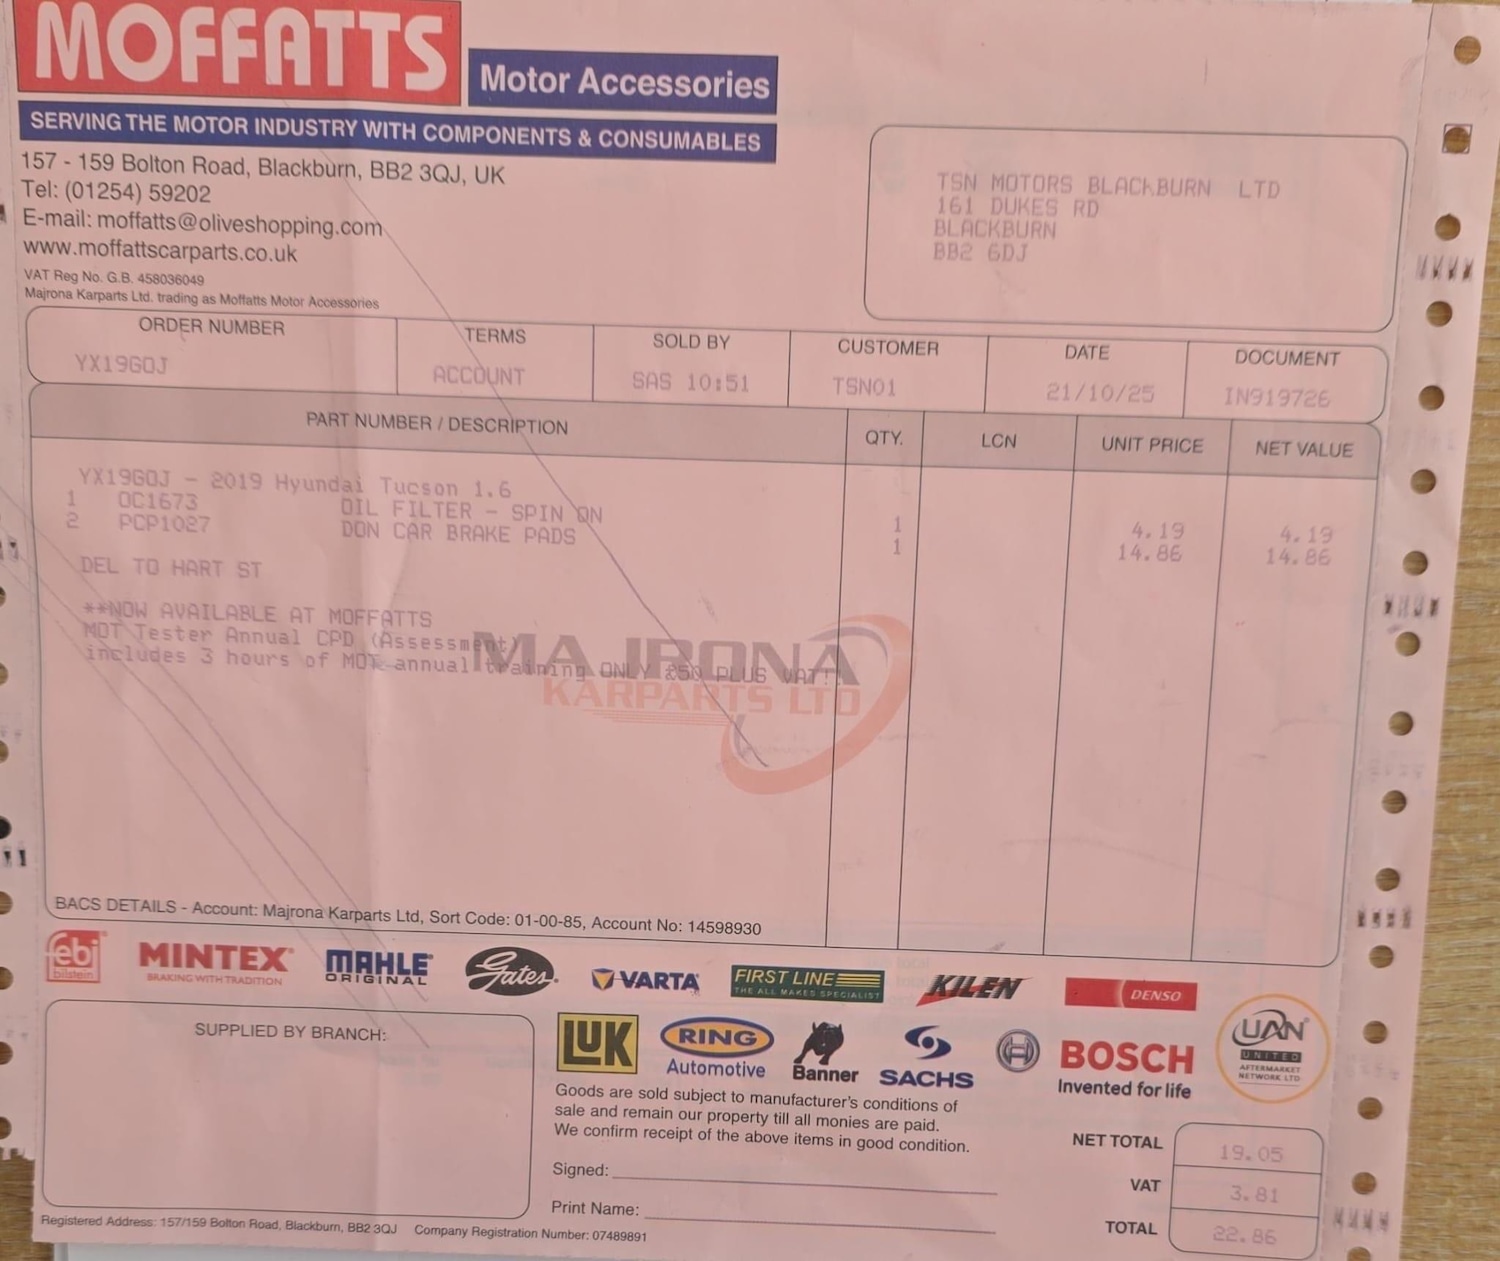 MOFFATTS
Motor Accessories
SERVING THE MOTOR INDUSTRY WITH COMPONENTS & CONSUMABLES
157 - 159 Bolton Road, Blackburn, BB2 3QJ, UK
Tel: (01254) 59202
E-mail: moffatts@oliveshopping.com
www.moffattscarparts.co.uk
VAT Reg No. G.B. 458036049
Majrona Karparts Ltd. trading as Moffatts Motor Accessories
TSN MOTORS BLACKBURN LTD
161 DUKES RD
BLACKBURN
BB2 6DJ
ORDER NUMBER TERMS SOLD BY CUSTOMER DATE DOCUMENT
YX19GOJ ACCOUNT SAS 10:51 TSN01 21/10/25 IN919726
PART NUMBER / DESCRIPTION QTY. LCN UNIT PRICE NET VALUE
YX19GOJ - 2019 Hyundai Tucson 1.6
1 OC1673 OIL FILTER - SPIN ON 1 4.19 4.19
2 PCP1027 DON CAR BRAKE PADS 1 14.86 14.86
DEL TO HART ST
**NOW AVAILABLE AT MOFFATTS
MOT Tester Annual CPD (Assessment)
includes 3 hours of MOT annual training ONLY £50 PLUS VAT!
MAJRONA
KARPARTS LTD
BACS DETAILS - Account: Majrona Karparts Ltd, Sort Code: 01-00-85, Account No: 14598930
febi
bilstein
MINTEX
BRAKING WITH TRADITION
MAHLE
ORIGINAL
Gates
VARTA
FIRST LINE
THE ALL MAKES SPECIALIST
KILEN
DENSO
SUPPLIED BY BRANCH:
LUK
RING
Automotive
Banner
SACHS
BOSCH
Invented for life
UAN
UNITED
AFTERMARKET
NETWORK LTD
Goods are sold subject to manufacturer's conditions of
sale and remain our property till all monies are paid.
We confirm receipt of the above items in good condition.
Signed:
Print Name:
NET TOTAL 19.05
VAT 3.81
TOTAL 22.86
Registered Address: 157/159 Bolton Road, Blackburn, BB2 3QJ Company Registration Number: 07489891